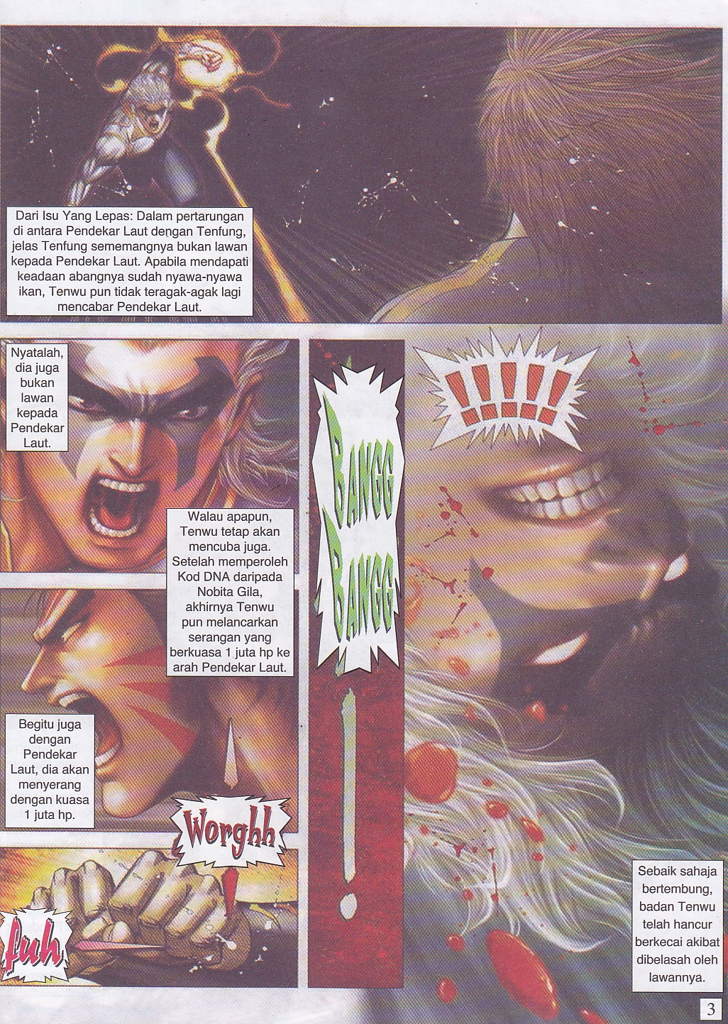 Dari Isu Yang Lepas: Dalam pertarungan
di antara Pendekar Laut dengan Tenfung,
jelas Tenfung sememangnya bukan lawan
kepada Pendekar Laut. Apabila mendapati
keadaan abangnya sudah nyawa-nyawa
ikan, Tenwu pun tidak teragak-agak lagi
mencabar Pendekar Laut.
Nyatalah,
dia juga
bukan
lawan
kepada
Pendekar
Laut.
Walau apapun,
Tenwu tetap akan
mencuba juga.
Setelah memperoleh
Kod DNA daripada
Nobita Gila,
akhirnya Tenwu
pun melancarkan
serangan yang
berkuasa 1 juta hp ke
arah Pendekar Laut.
Begitu juga
dengan
Pendekar
Laut, dia akan
menyerang
dengan kuasa
1 juta hp.
Worghh
fuh
BANGG
BANGG
!
!!!!!
Sebaik sahaja
bertembung,
badan Tenwu
telah hancur
berkecai akibat
dibelasah oleh
lawannya.
3